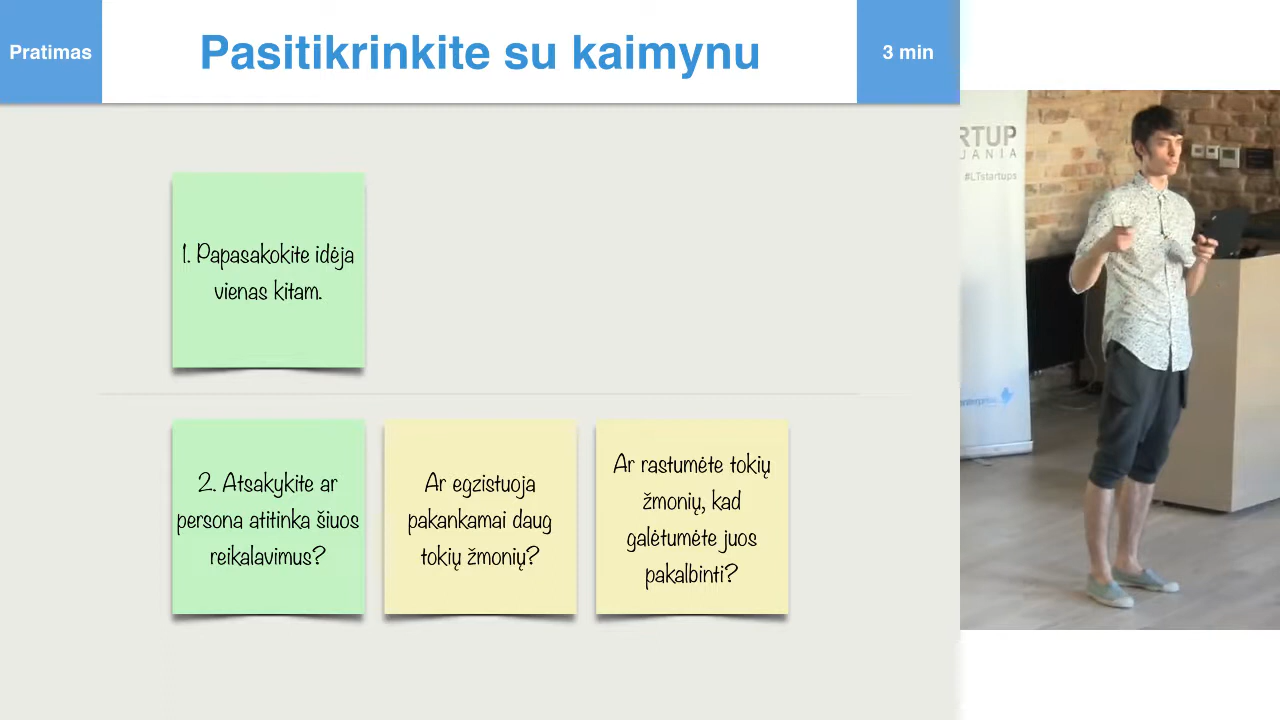 Pratimas
Pasitikrinkite su kaimynu
3 min
1. Papasakokite idėja
vienas kitam.
2. Atsakykite ar
persona atitinka šiuos
reikalavimus?
Ar egzistuoja
pakankamai daug
tokių žmonių?
Ar rastumėte tokių
žmonių, kad
galėtumėte juos
pakalbinti?
RTUP
JANIA
#LTstartups